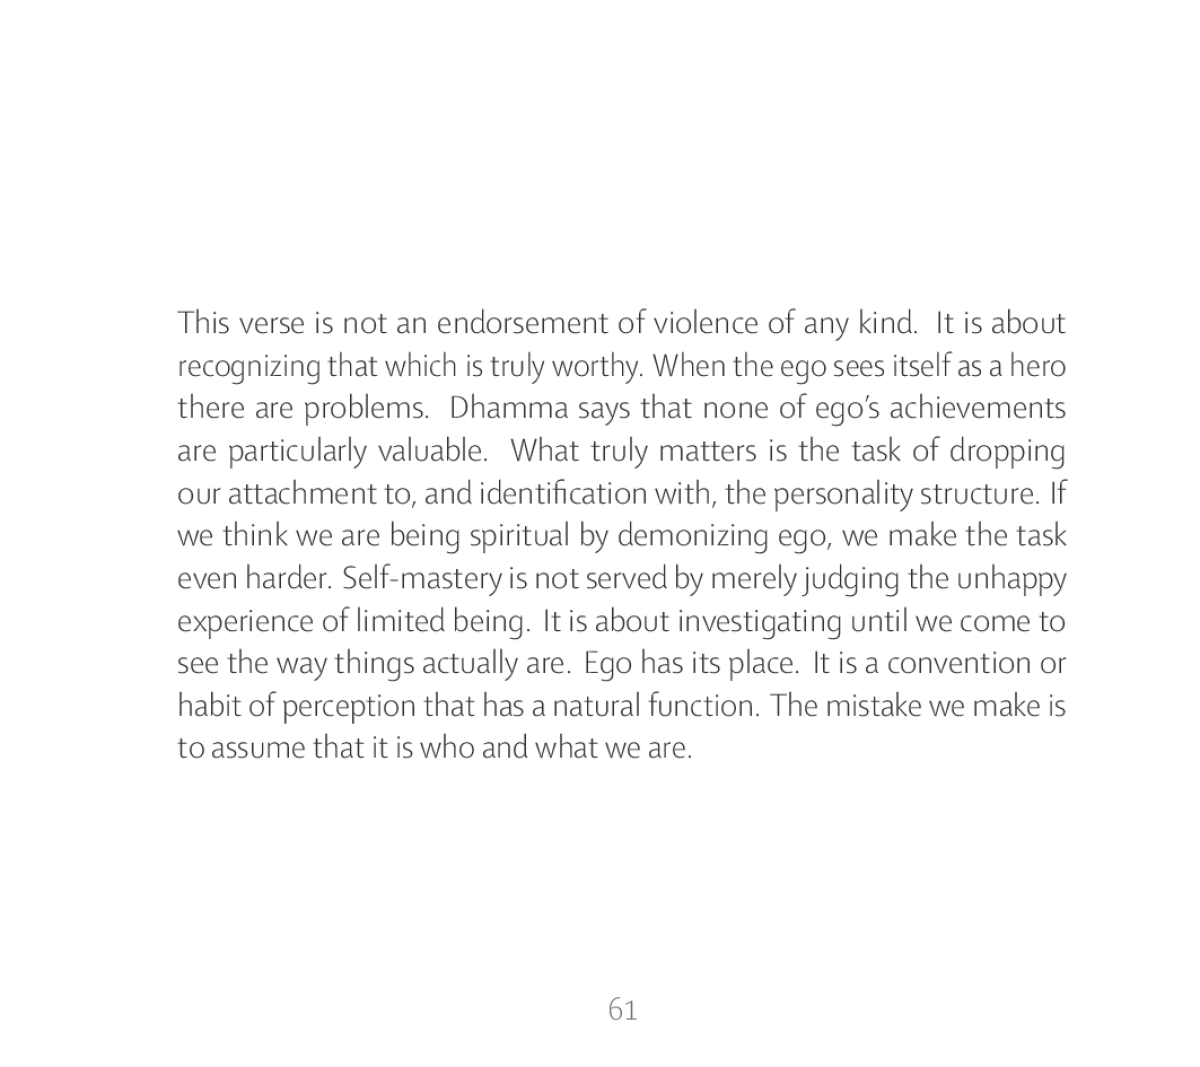 This verse is not an endorsement of violence of any kind. It is about
recognizing that which is truly worthy. When the ego sees itself as a hero
there are problems. Dhamma says that none of ego’s achievements
are particularly valuable. What truly matters is the task of dropping
our attachment to, and identification with, the personality structure. If
we think we are being spiritual by demonizing ego, we make the task
even harder. Self-mastery is not served by merely judging the unhappy
experience of limited being. It is about investigating until we come to
see the way things actually are. Ego has its place. It is a convention or
habit of perception that has a natural function. The mistake we make is
to assume that it is who and what we are.
61